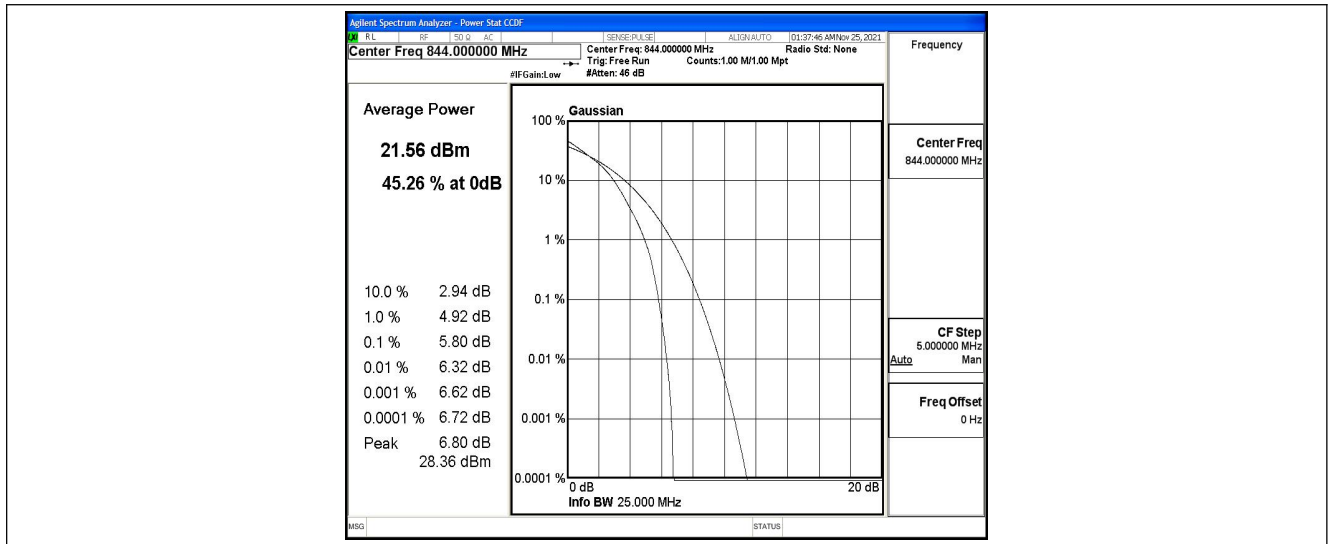 Agilent Spectrum Analyzer - Power Stat CCDF
LXI RL RF 50 Ω AC SENSE:PULSE ALIGN AUTO 01:37:46 AM Nov 25, 2021
Center Freq 844.000000 MHz
Center Freq: 844.000000 MHz Radio Std: None
Trig: Free Run Counts:1.00 M/1.00 Mpt
#IFGain:Low #Atten: 46 dB
Frequency
Average Power
21.56 dBm
45.26 % at 0dB
10.0 % 2.94 dB
1.0 % 4.92 dB
0.1 % 5.80 dB
0.01 % 6.32 dB
0.001 % 6.62 dB
0.0001 % 6.72 dB
Peak 6.80 dB
28.36 dBm
Gaussian
100 %
10 %
1 %
0.1 %
0.01 %
0.001 %
0.0001 %
0 dB 20 dB
Info BW 25.000 MHz
Center Freq
844.000000 MHz
CF Step
5.000000 MHz
Auto Man
Freq Offset
0 Hz
MSG STATUS